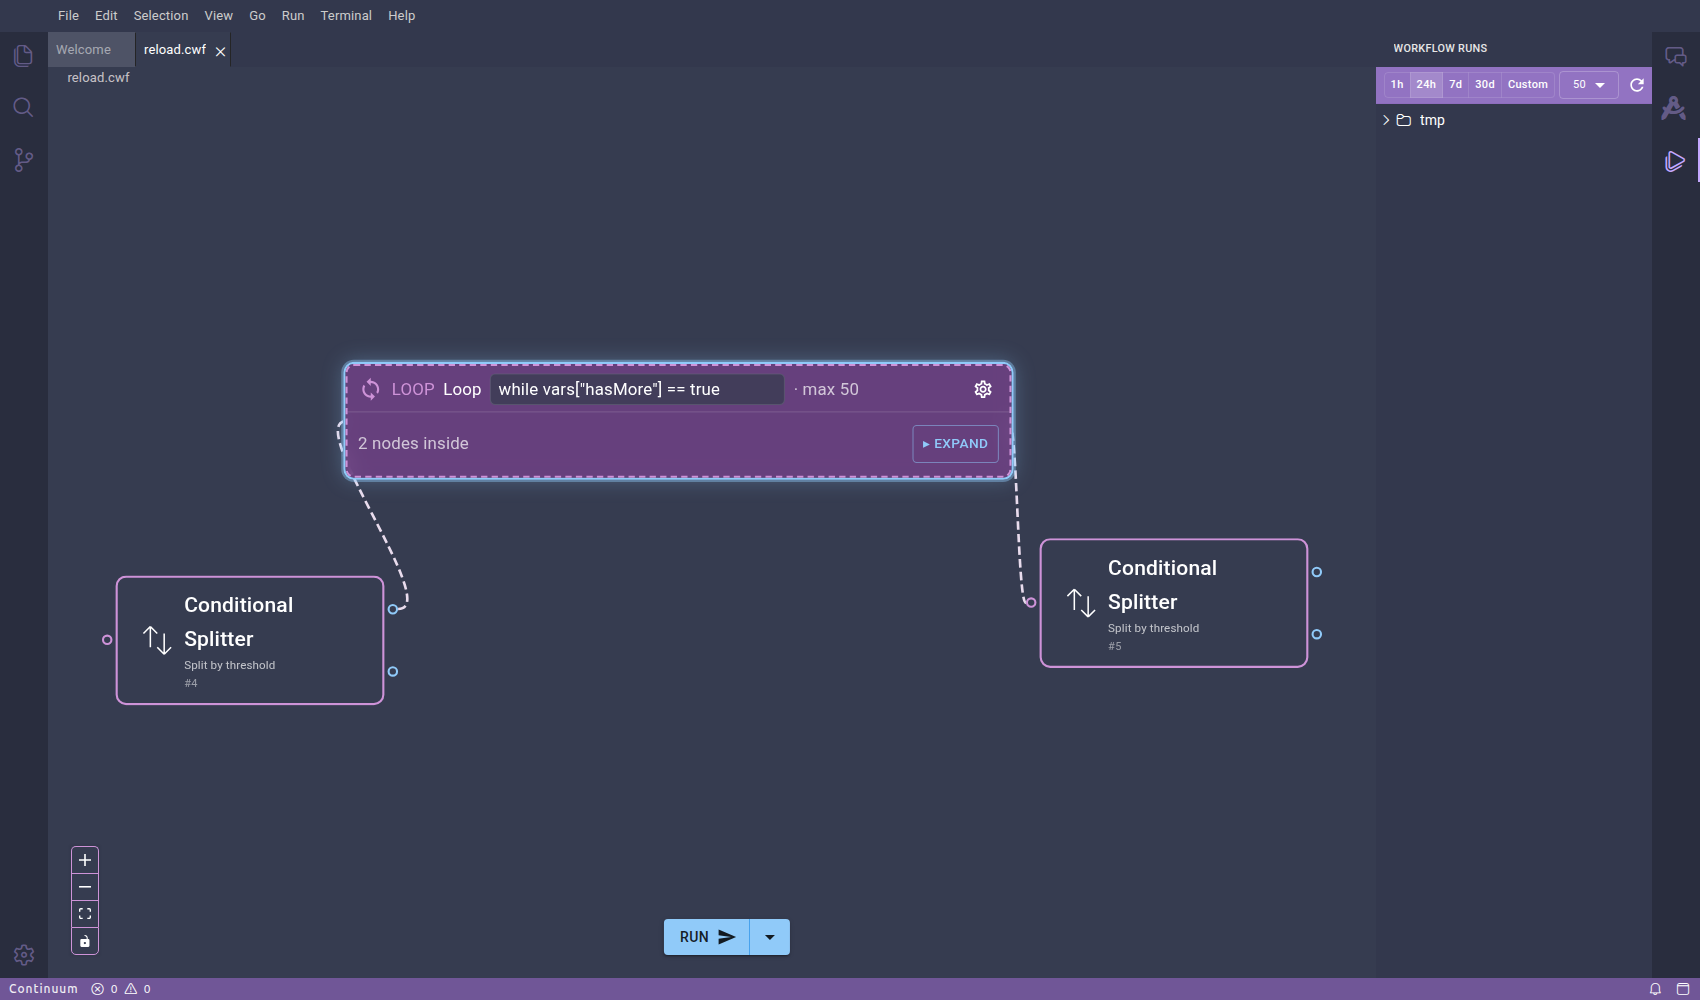 File Edit Selection View Go Run Terminal Help
Welcome reload.cwf
reload.cwf
WORKFLOW RUNS
1h 24h 7d 30d Custom 50
tmp
LOOP Loop while vars["hasMore"] == true · max 50
2 nodes inside
▸ EXPAND
Conditional
Splitter
Split by threshold
#4
Conditional
Splitter
Split by threshold
#5
RUN
Continuum 0 0